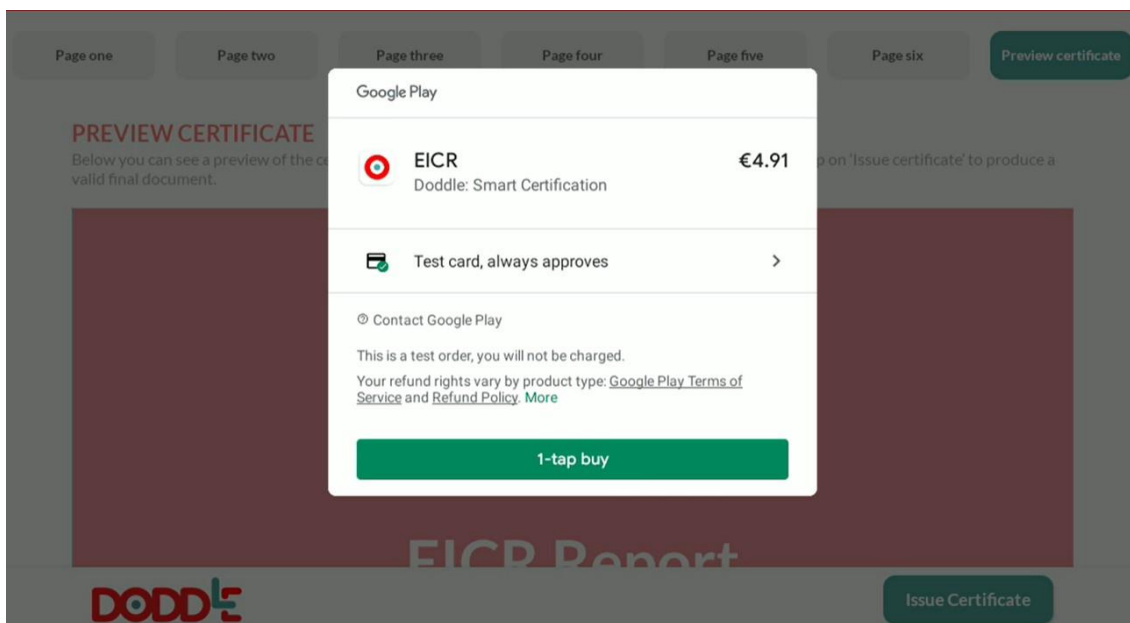 Page one
Page two
Page three
Page four
Page five
Page six
Preview certificate
PREVIEW CERTIFICATE
Below you can see a preview of the
on 'Issue certificate' to produce a
valid final document.
Google Play
EICR
€4.91
Doddle: Smart Certification
Test card, always approves
Contact Google Play
This is a test order, you will not be charged.
Your refund rights vary by product type: Google Play Terms of
Service and Refund Policy. More
1-tap buy
EICR Report
DODDLE
Issue Certificate